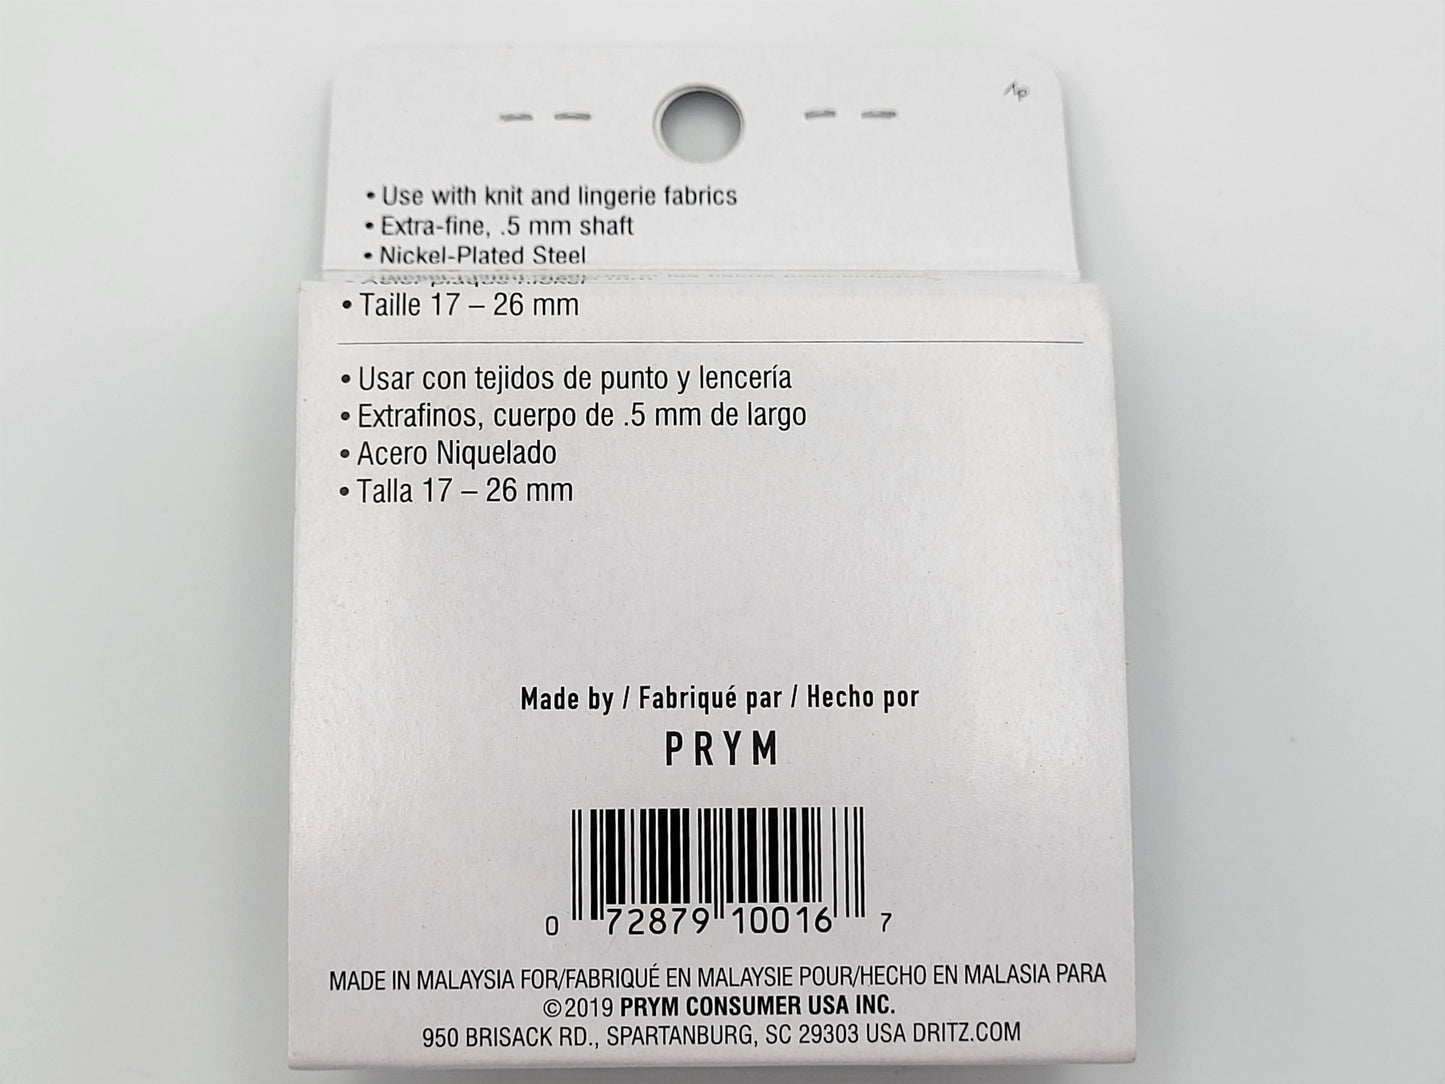 • Use with knit and lingerie fabrics
• Extra-fine, .5 mm shaft
• Nickel-Plated Steel
• Taille 17 – 26 mm
• Usar con tejidos de punto y lencería
• Extrafinos, cuerpo de .5 mm de largo
• Acero Niquelado
• Talla 17 – 26 mm
Made by / Fabriqué par / Hecho por
PRYM
0 72879 10016 7
MADE IN MALAYSIA FOR/FABRIQUÉ EN MALAYSIE POUR/HECHO EN MALASIA PARA
©2019 PRYM CONSUMER USA INC.
950 BRISACK RD., SPARTANBURG, SC 29303 USA DRITZ.COM